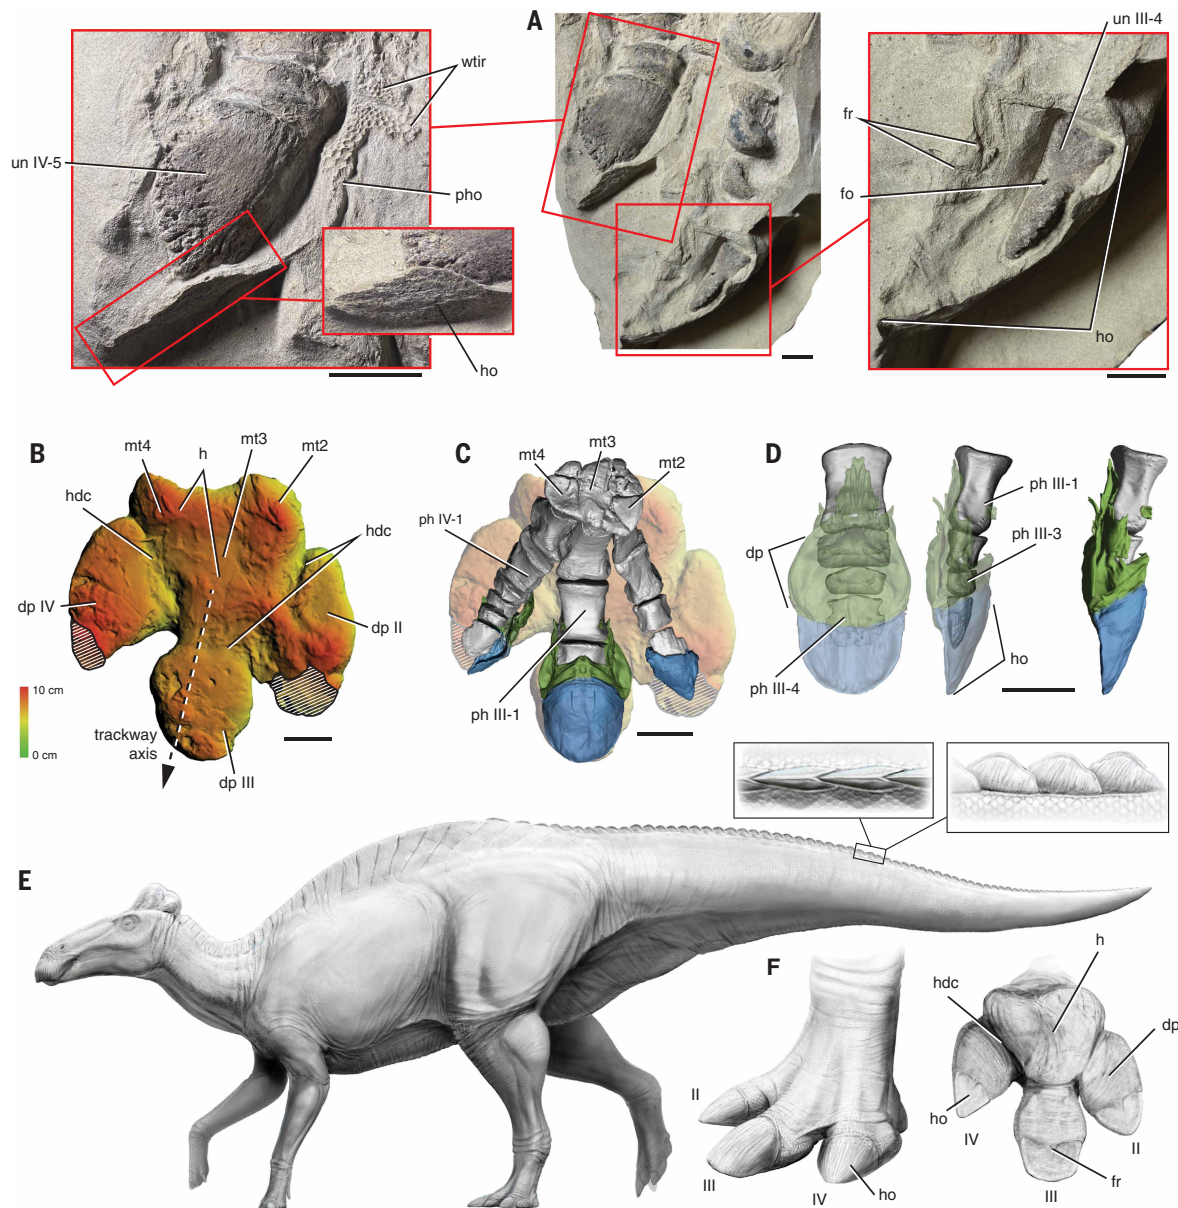 A
wtir
un IV-5
pho
ho
un III-4
fr
fo
ho
B
mt4
h
mt3
mt2
hdc
hdc
dp IV
dp II
10 cm
0 cm
trackway
axis
dp III
C
mt3
mt4
mt2
ph IV-1
ph III-1
D
ph III-1
dp
ph III-3
ph III-4
ho
E
F
II
III
IV
ho
h
hdc
dp
ho
IV
II
fr
III